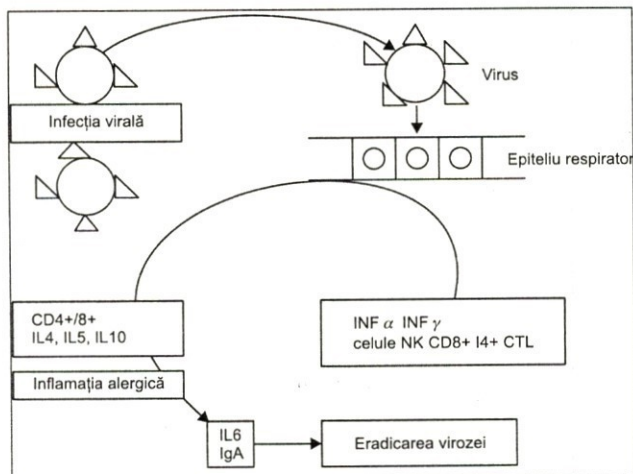 Virus
Infecția virală
Epiteliu respirator
CD4+/8+
IL4, IL5, IL10
INF α INF γ
celule NK CD8+ I4+ CTL
Inflamația alergică
IL6
IgA
Eradicarea virozei